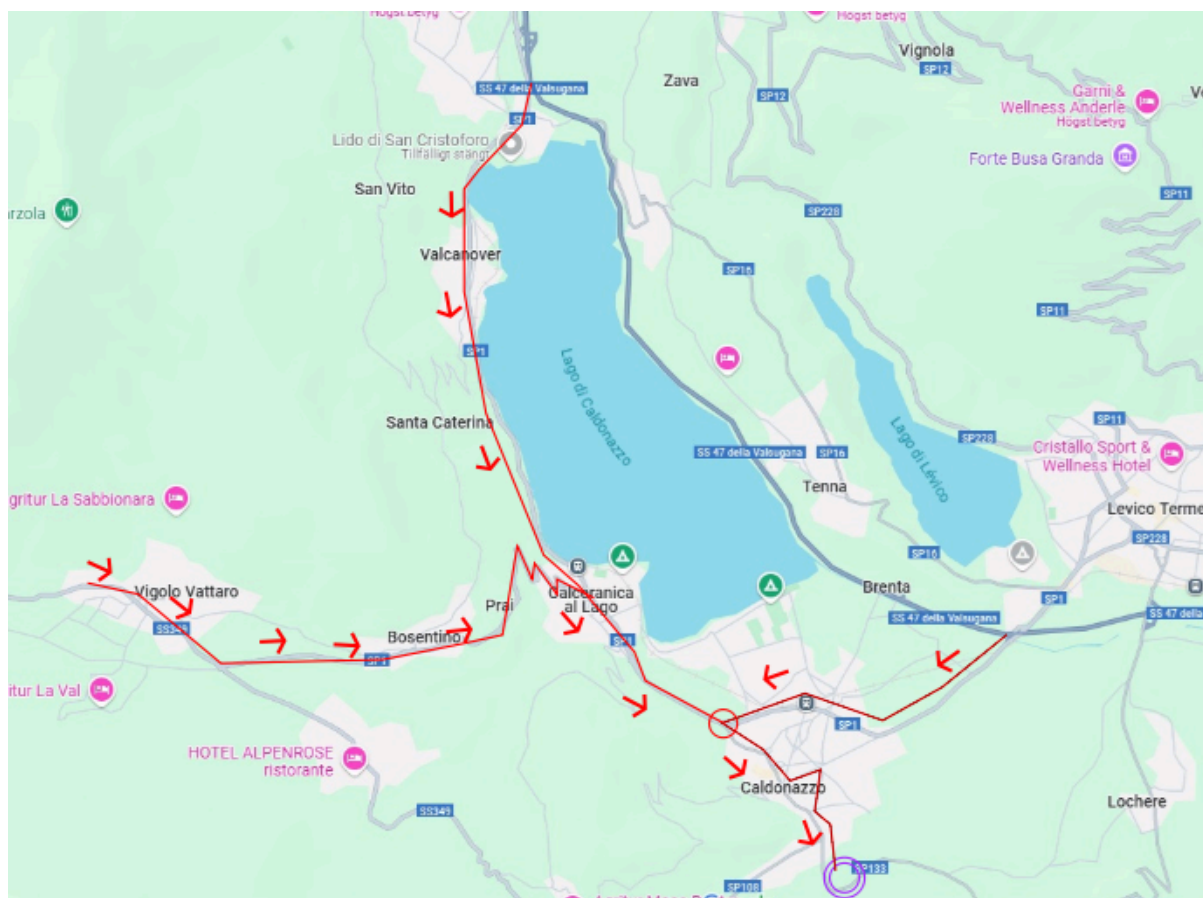 Högst betyg
Högst betyg
Vignola
SP12
SS 47 della Valsugana
Zava
SP12
Garni &
Wellness Anderle
Högst betyg
SP1
Lido di San Cristoforo
Tillfälligt stängt
Forte Busa Granda
San Vito
SP11
arzola
SP228
Valcanover
SP16
SP11
SP1
Lago di Caldonazzo
Santa Caterina
SP11
Lago di Lévico
SP228
Cristallo Sport &
Wellness Hotel
SS 47 della Valsugana
SP16
Tenna
gritur La Sabbionara
Levico Terme
SP228
SP16
Vigolo Vattaro
Brenta
Calceranica
al Lago
Prai
SP1
SS 47 della Valsugana
SS 47 della
SS349
Bosentino
SP1
SP1
itur La Val
SP1
HOTEL ALPENROSE
ristorante
Caldonazzo
Lochere
SS349
SP133
SP108